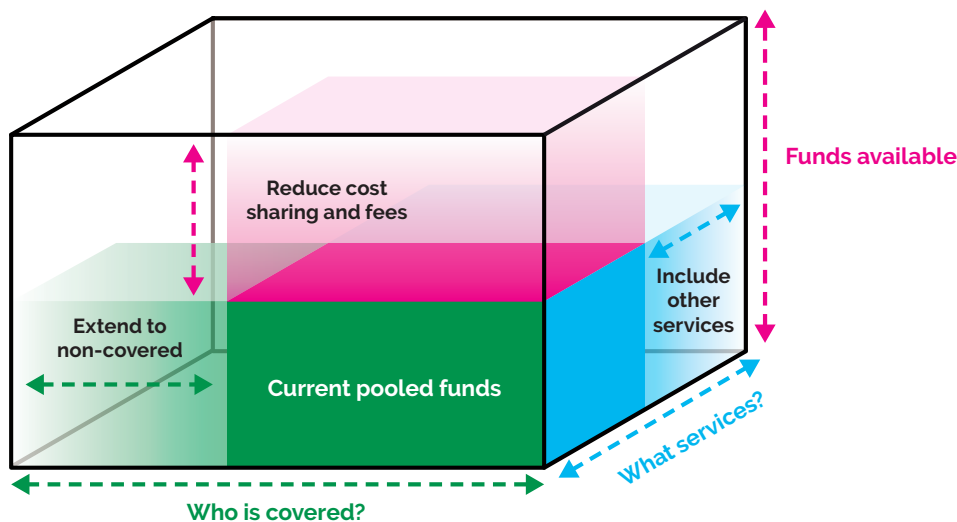 Funds available
Reduce cost
sharing and fees
Include
other
services
Extend to
non-covered
Current pooled funds
What services?
Who is covered?